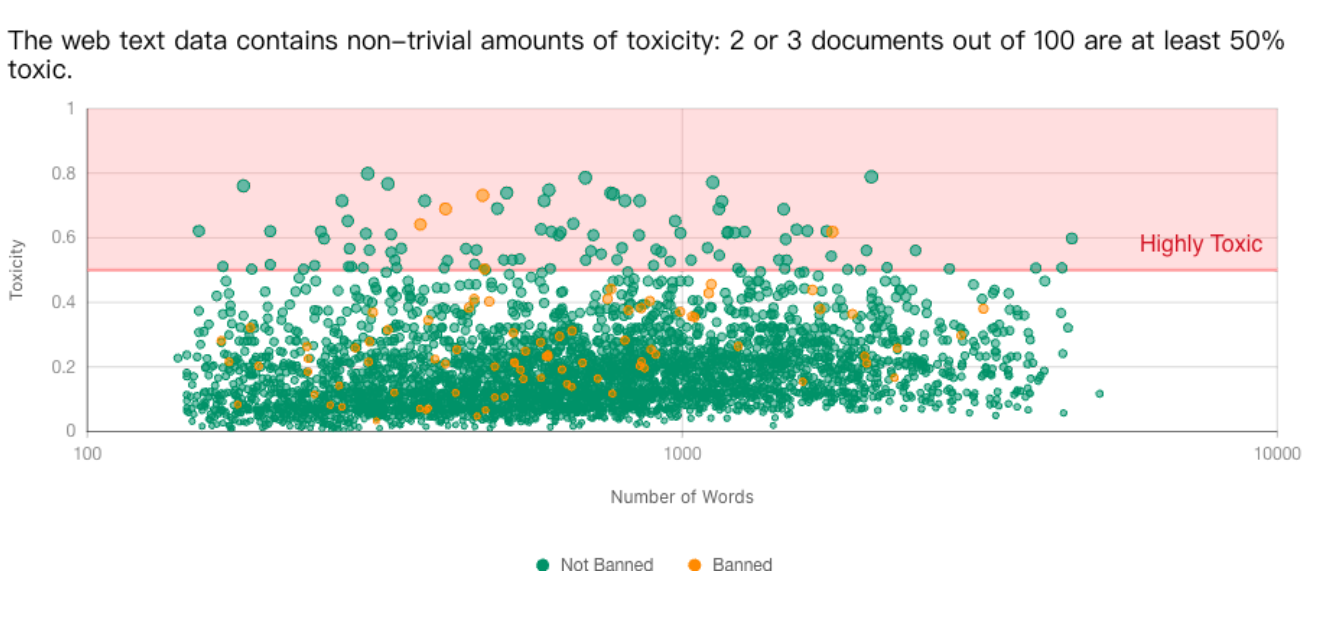 The web text data contains non–trivial amounts of toxicity: 2 or 3 documents out of 100 are at least 50%
toxic.
1
0.8
0.6
0.4
0.2
0
Toxicity
Highly Toxic
100
1000
10000
Number of Words
Not Banned
Banned